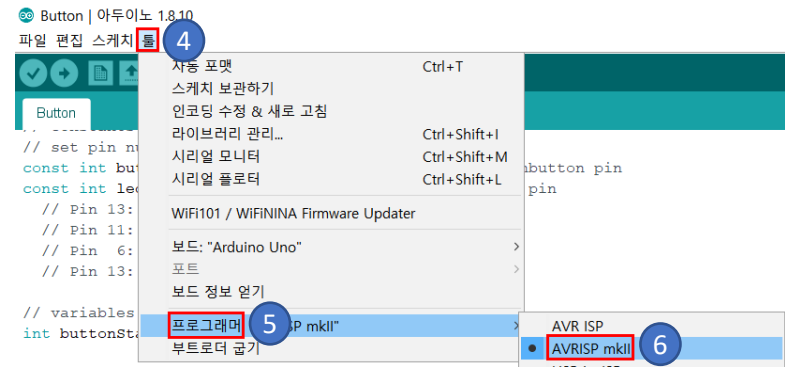 Button | 아두이노 1.8.10
파일 편집 스케치 툴
4
자동 포맷 Ctrl+T
스케치 보관하기
인코딩 수정 & 새로 고침
Button
라이브러리 관리... Ctrl+Shift+I
// set pin
시리얼 모니터 Ctrl+Shift+M
const int button pin
시리얼 플로터 Ctrl+Shift+L
const int pin
// Pin 13:
WiFi101 / WiFiNINA Firmware Updater
// Pin 11:
// Pin 6:
보드: "Arduino Uno"
// Pin 13:
포트
보드 정보 얻기
// variables
프로그래머 5 mkII"
AVR ISP
int
부트로더 굽기
AVRISP mkII 6